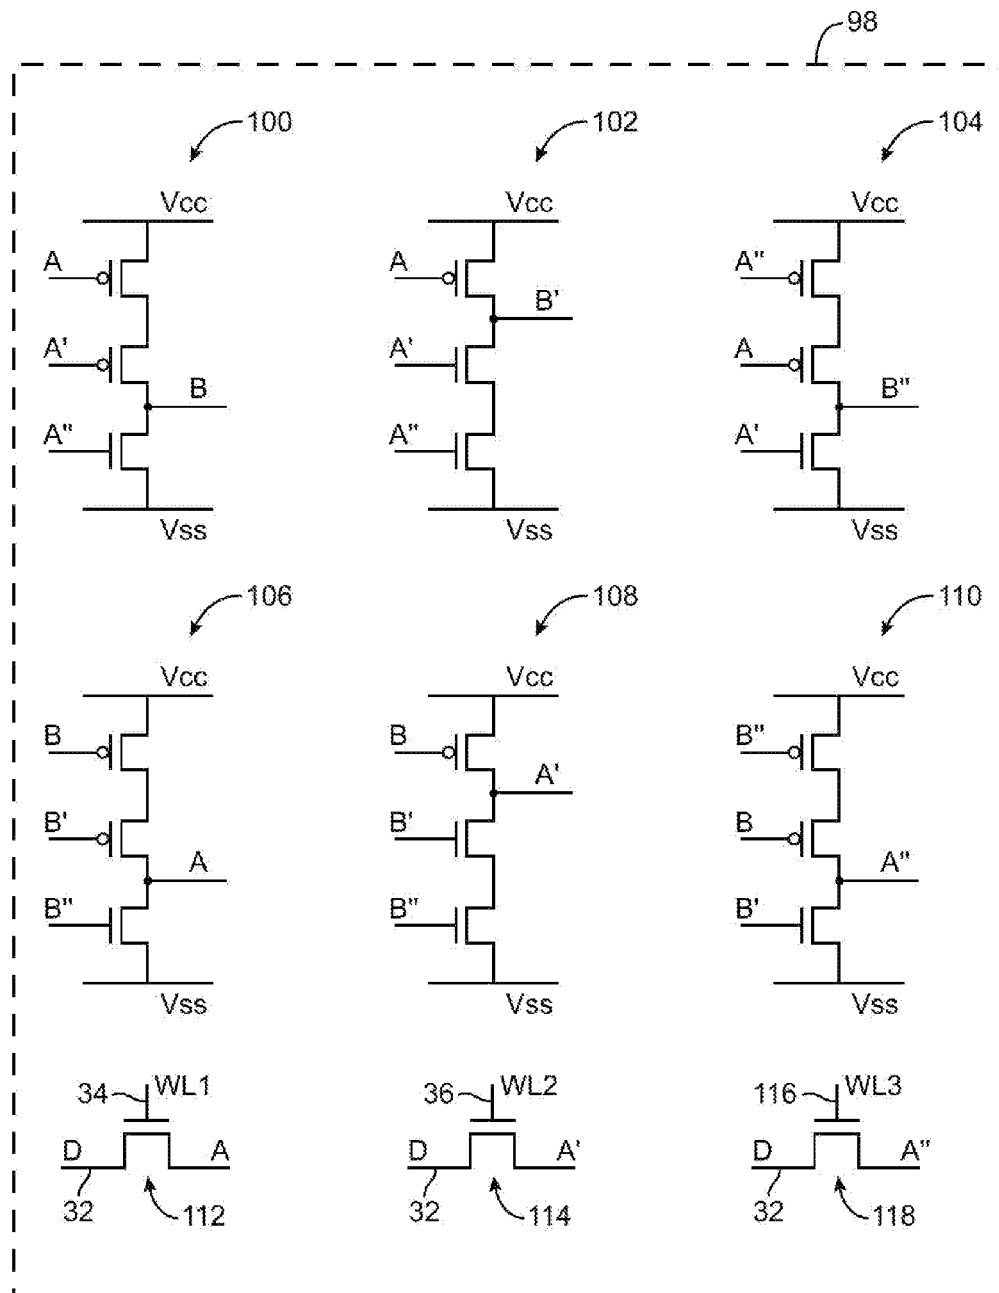 98
100 102 104
Vcc Vcc Vcc
A A A"
B'
A' A' A
B B"
A" A" A'
Vss Vss Vss
106 108 110
Vcc Vcc Vcc
B B B"
A'
B' B' B
A A"
B" B" B'
Vss Vss Vss
34 WL1 36 WL2 116 WL3
D A D A' D A"
32 112 32 114 32 118